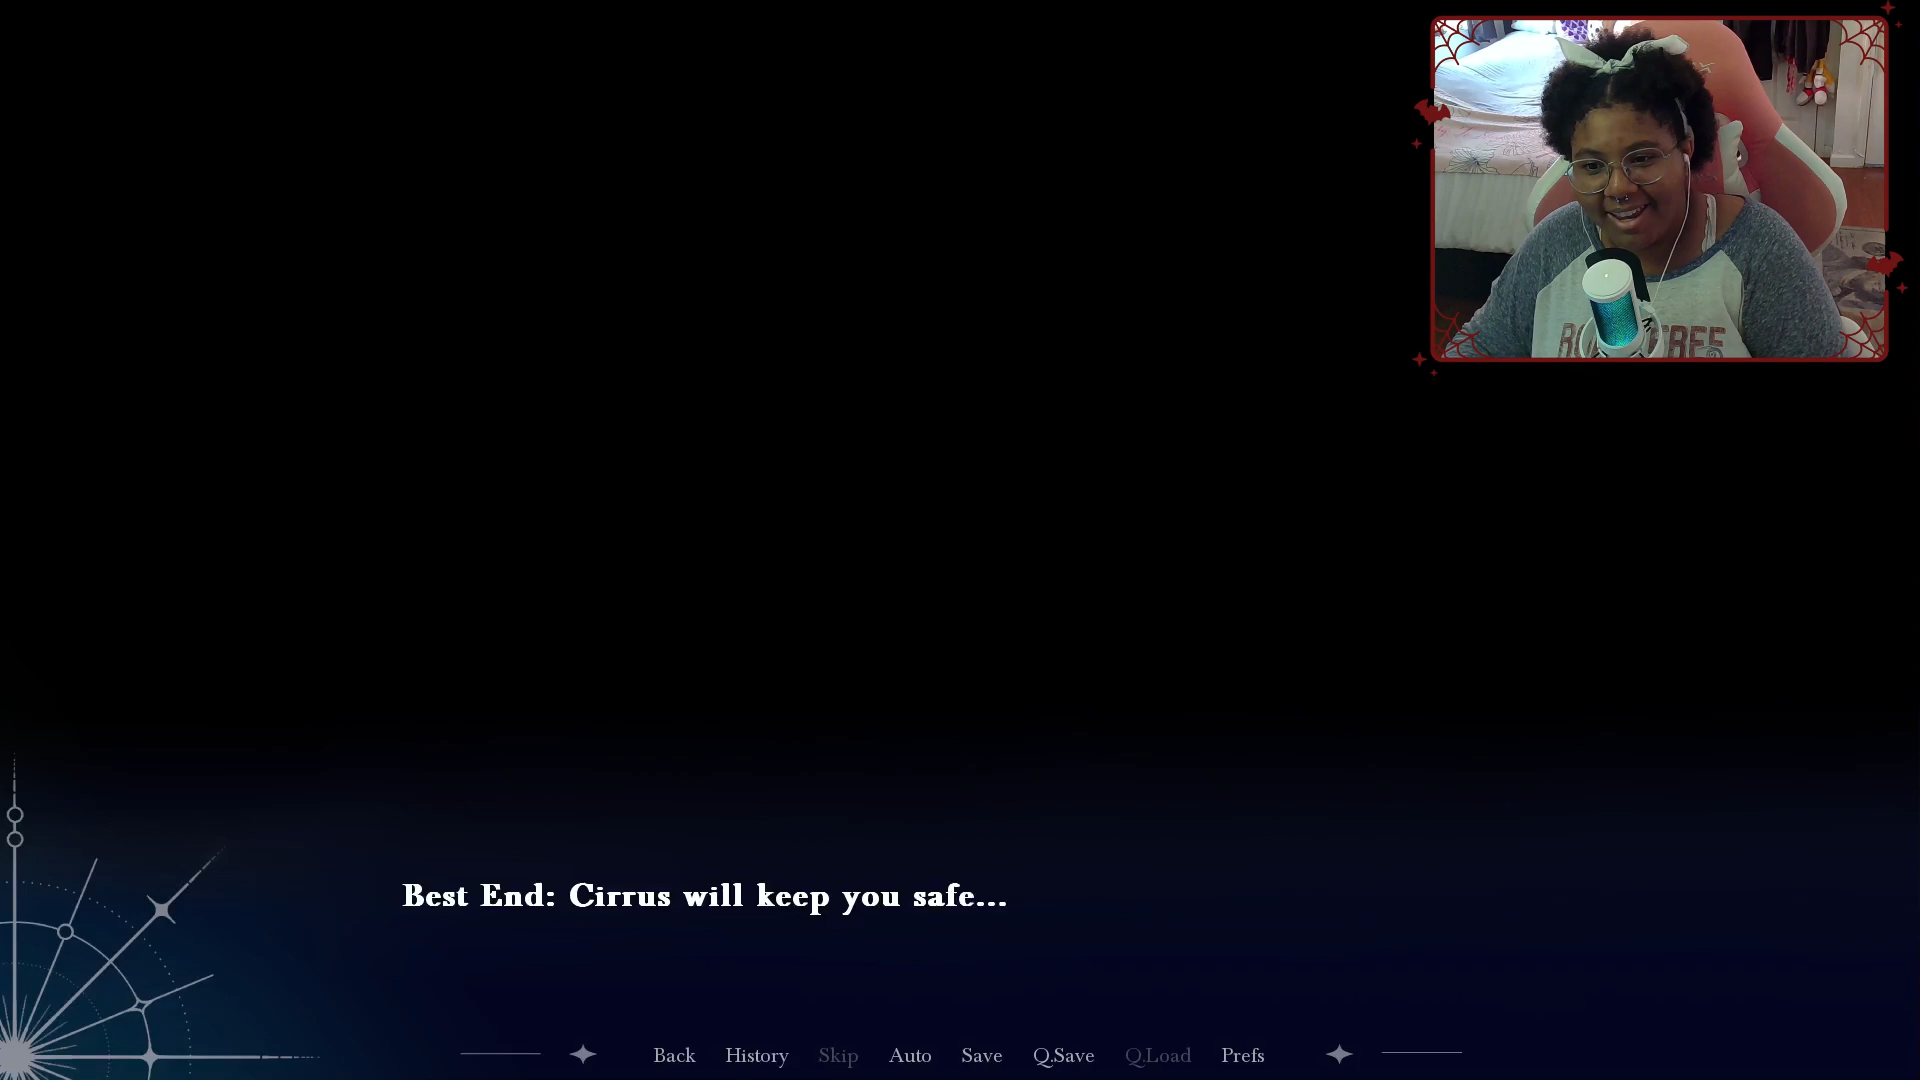 Best End: Cirrus will keep you safe...
Back History Skip Auto Save Q.Save Q.Load Prefs